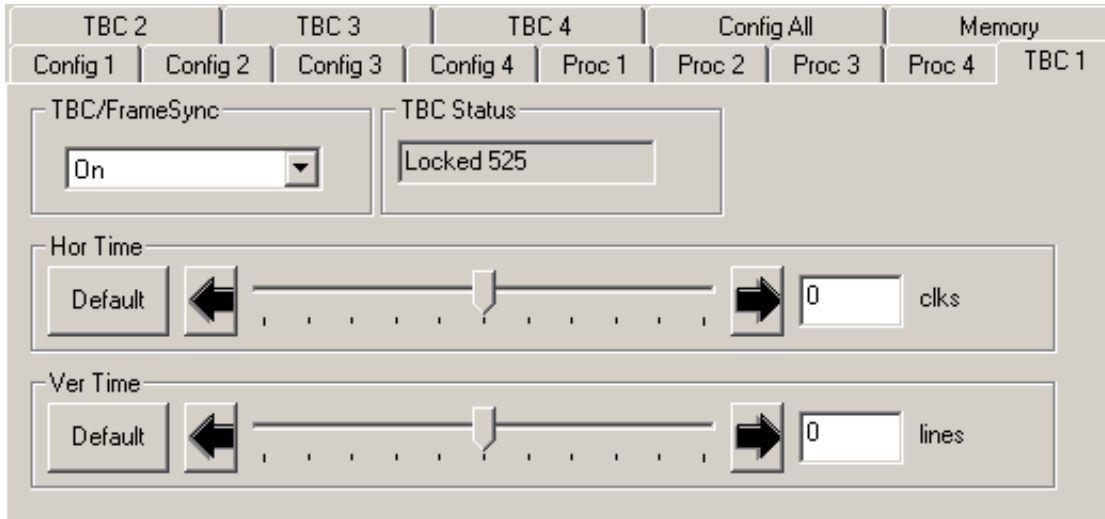 TBC 2 TBC 3 TBC 4 Config All Memory
Config 1 Config 2 Config 3 Config 4 Proc 1 Proc 2 Proc 3 Proc 4 TBC 1
TBC/FrameSync TBC Status
On Locked 525
Hor Time
Default 0 clks
Ver Time
Default 0 lines